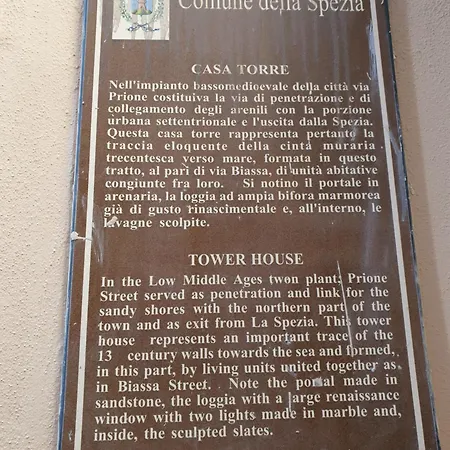 Comune della Spezia
CASA TORRE
Nell'impianto bassomedioevale della città via
Prione costituiva la via di penetrazione e di
collegamento degli arenili con la porzione
urbana settentrionale e l'uscita dalla Spezia.
Questa casa torre rappresenta pertanto la
traccia eloquente della cinta muraria
trecentesca verso mare, formata in questo
tratto, al pari di via Biassa, di unità abitative
congiunte fra loro. Si notino il portale in
arenaria, la loggia ad ampia bifora marmorea
già di gusto rinascimentale e, all'interno, le
lavagne scolpite.
TOWER HOUSE
In the Low Middle Ages twon plant; Prione
Street served as penetration and link for the
sandy shores with the northern part of the
town and as exit from La Spezia. This tower
house represents an important trace of the
13 century walls towards the sea and formed,
in this part, by living units united together as
in Biassa Street. Note the portal made in
sandstone, the loggia with a large renaissance
window with two lights made in marble and,
inside, the sculpted slates.